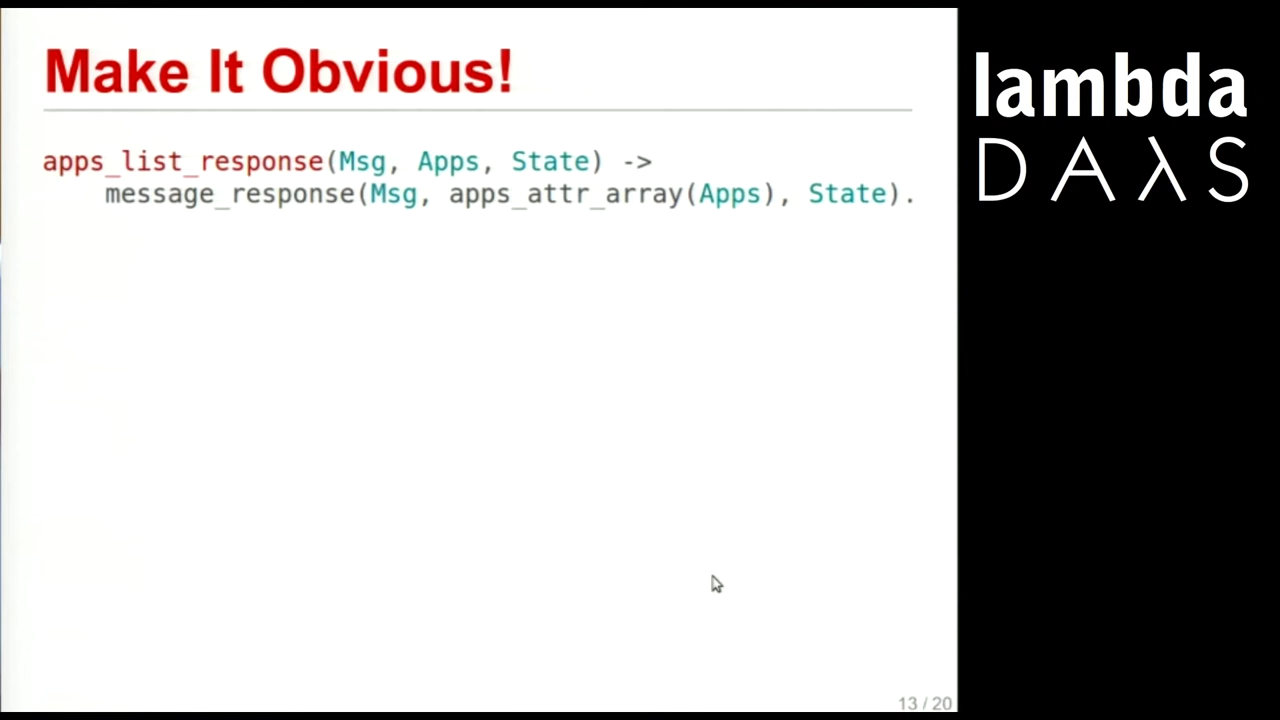 Make It Obvious!
apps_list_response(Msg, Apps, State) ->
message_response(Msg, apps_attr_array(Apps), State).
13 / 20
lambda
DAλS